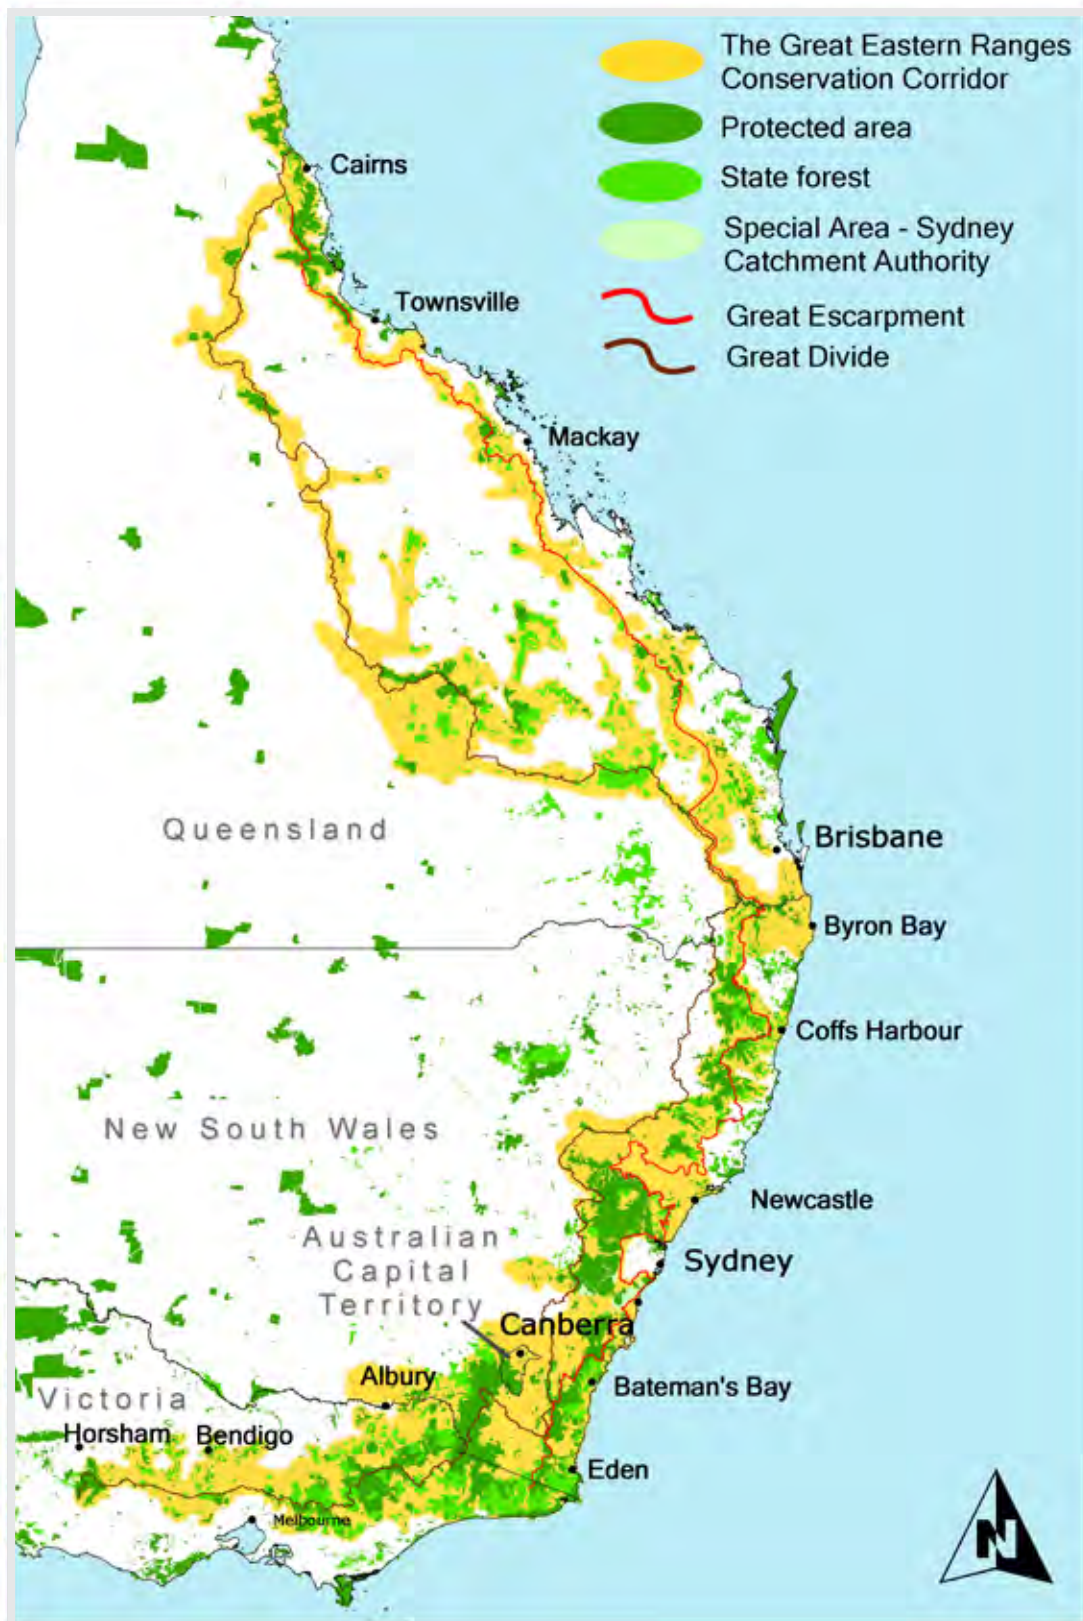 The Great Eastern Ranges
Conservation Corridor
Protected area
State forest
Special Area - Sydney
Catchment Authority
Great Escarpment
Great Divide
Cairns
Townsville
Mackay
Queensland
Brisbane
Byron Bay
Coffs Harbour
New South Wales
Newcastle
Australian
Capital
Territory
Sydney
Canberra
Albury
Bateman's Bay
Victoria
Horsham
Bendigo
Eden
Melbourne
N